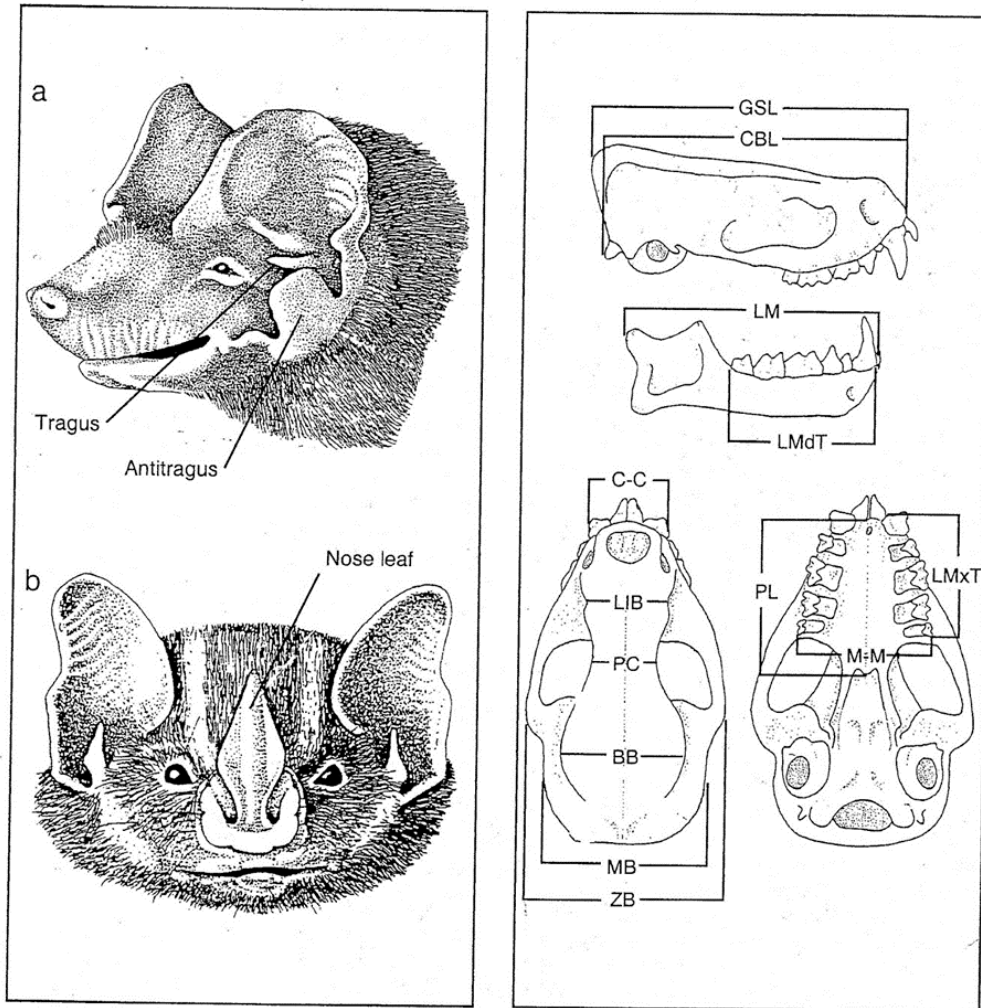 a
Tragus
Antitragus
b
Nose leaf
GSL
CBL
LM
LMdT
C-C
LIB
PC
BB
MB
ZB
PL
LMxT
M-M